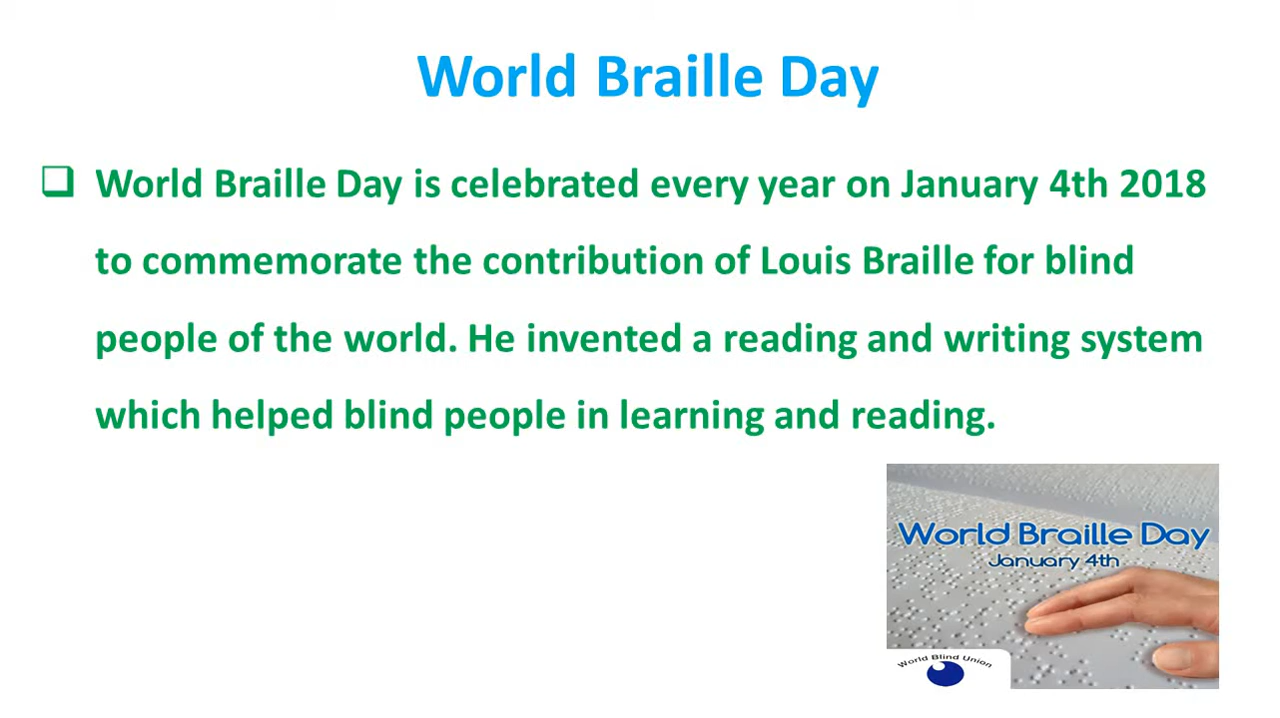 World Braille Day
❑ World Braille Day is celebrated every year on January 4th 2018
to commemorate the contribution of Louis Braille for blind
people of the world. He invented a reading and writing system
which helped blind people in learning and reading.
World Braille Day
January 4th
World Blind Union